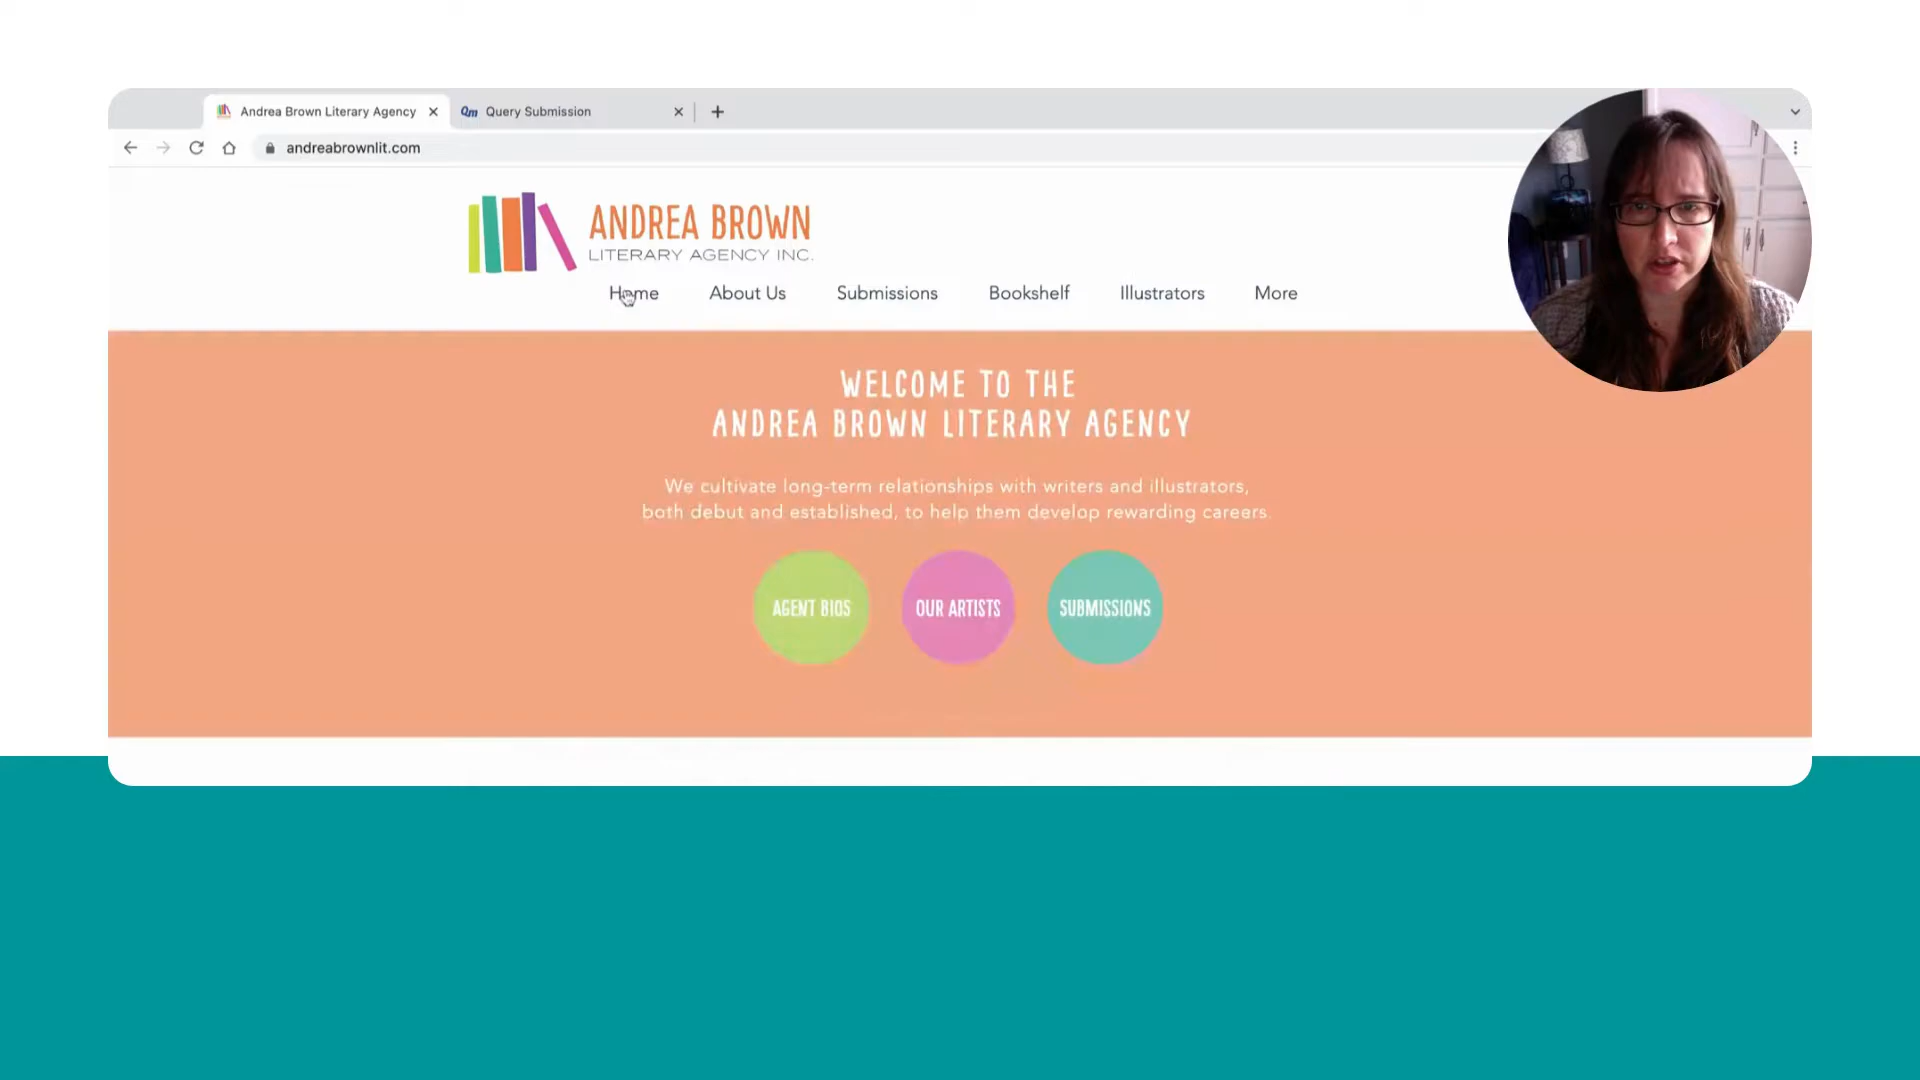 Andrea Brown Literary Agency
Qm Query Submission
andreabrownlit.com
ANDREA BROWN
LITERARY AGENCY INC.
Home About Us Submissions Bookshelf Illustrators More
WELCOME TO THE
ANDREA BROWN LITERARY AGENCY
We cultivate long-term relationships with writers and illustrators,
both debut and established, to help them develop rewarding careers.
AGENT BIOS OUR ARTISTS SUBMISSIONS